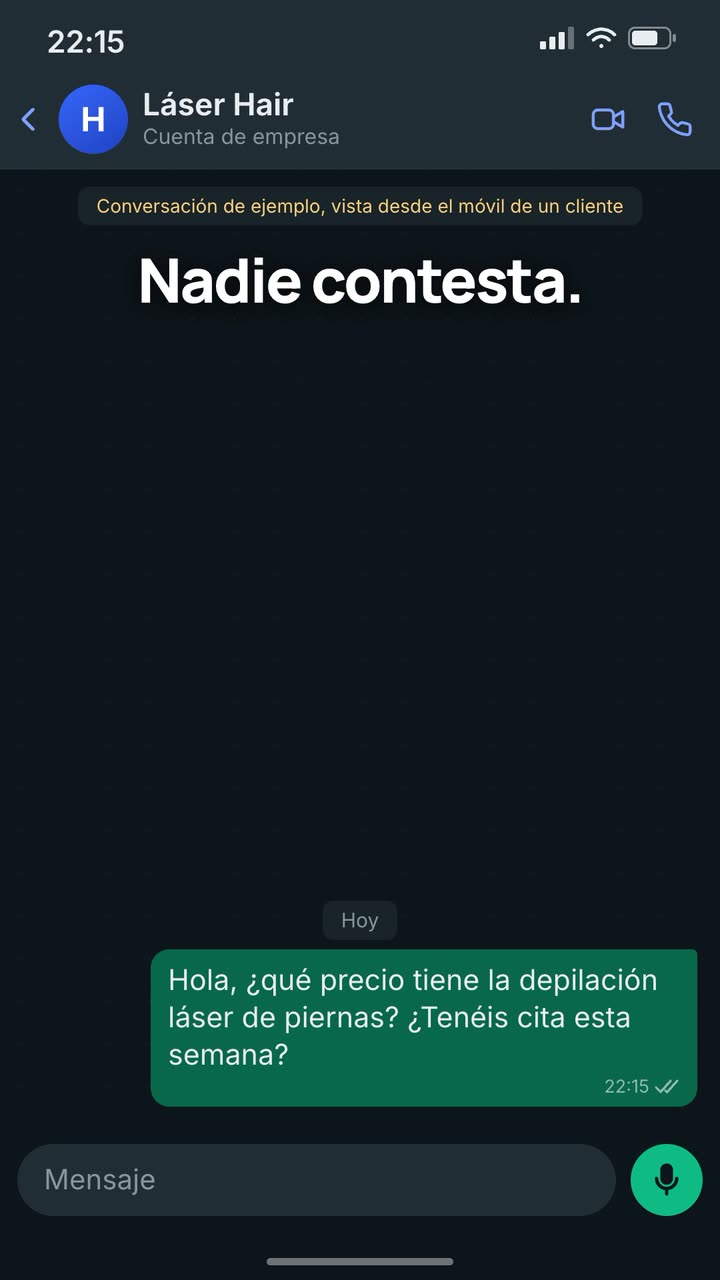 22:15
H
Láser Hair
Cuenta de empresa
Conversación de ejemplo, vista desde el móvil de un cliente
Nadie contesta.
Hoy
Hola, ¿qué precio tiene la depilación
láser de piernas? ¿Tenéis cita esta
semana?
22:15
Mensaje